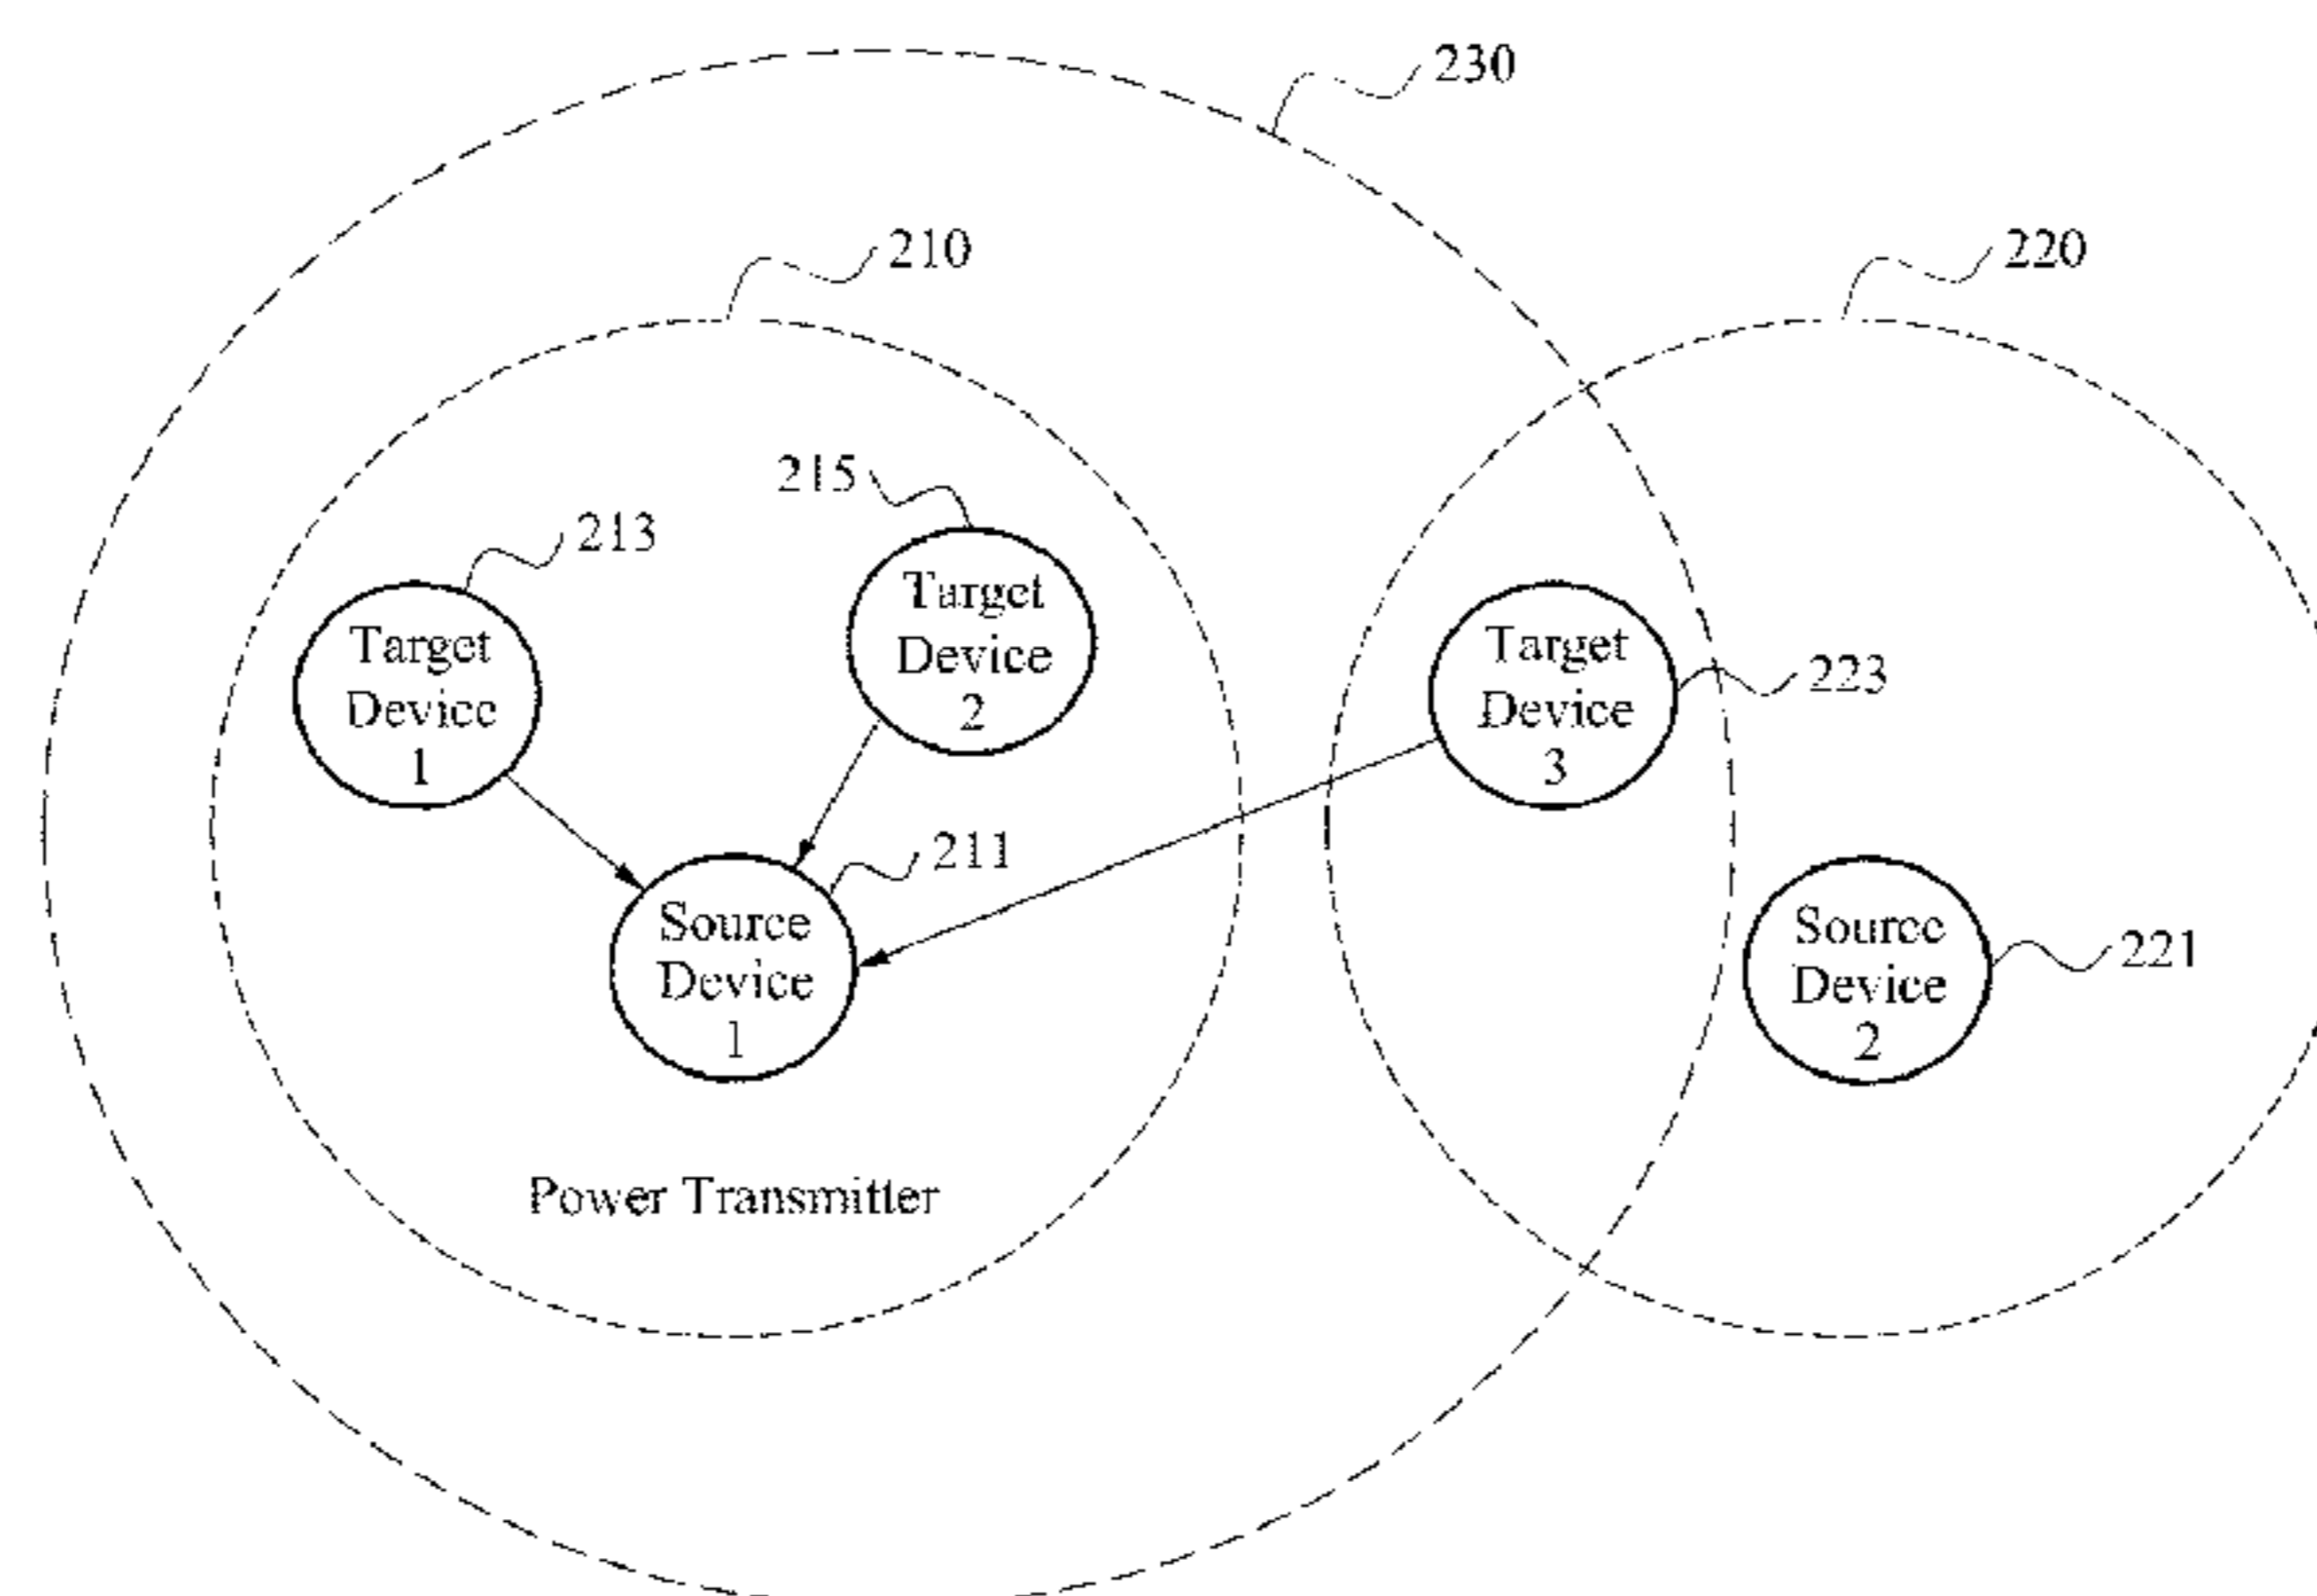 230
210
220
215
213
Target
Device
2
Target
Device
1
Target
Device
3
223
211
Source
Device
1
Source
Device
2
221
Power Transmitter